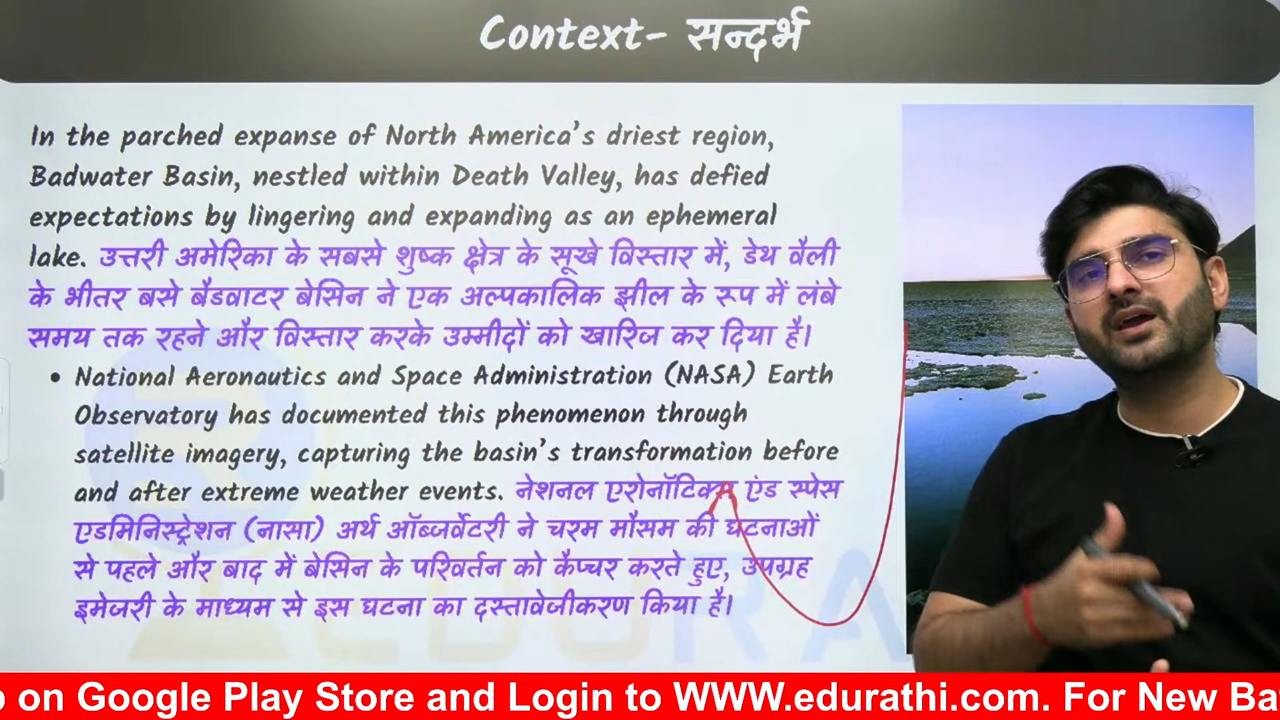 Context- सन्दर्भ
In the parched expanse of North America's driest region,
Badwater Basin, nestled within Death Valley, has defied
expectations by lingering and expanding as an ephemeral
lake. उत्तरी अमेरिका के सबसे शुष्क क्षेत्र के सूखे विस्तार में, डेथ वैली
के भीतर बसे बैडवाटर बेसिन ने एक अल्पकालिक झील के रूप में लंबे
समय तक रहने और विस्तार करके उम्मीदों को खारिज कर दिया है।
• National Aeronautics and Space Administration (NASA) Earth
Observatory has documented this phenomenon through
satellite imagery, capturing the basin's transformation before
and after extreme weather events. नेशनल एरोनॉटिक्स एंड स्पेस
एडमिनिस्ट्रेशन (नासा) अर्थ ऑब्जर्वेटरी ने चरम मौसम की घटनाओं
से पहले और बाद में बेसिन के परिवर्तन को कैप्चर करते हुए, उपग्रह
इमेजरी के माध्यम से इस घटना का दस्तावेजीकरण किया है।
on Google Play Store and Login to WWW.edurathi.com. For New Ba